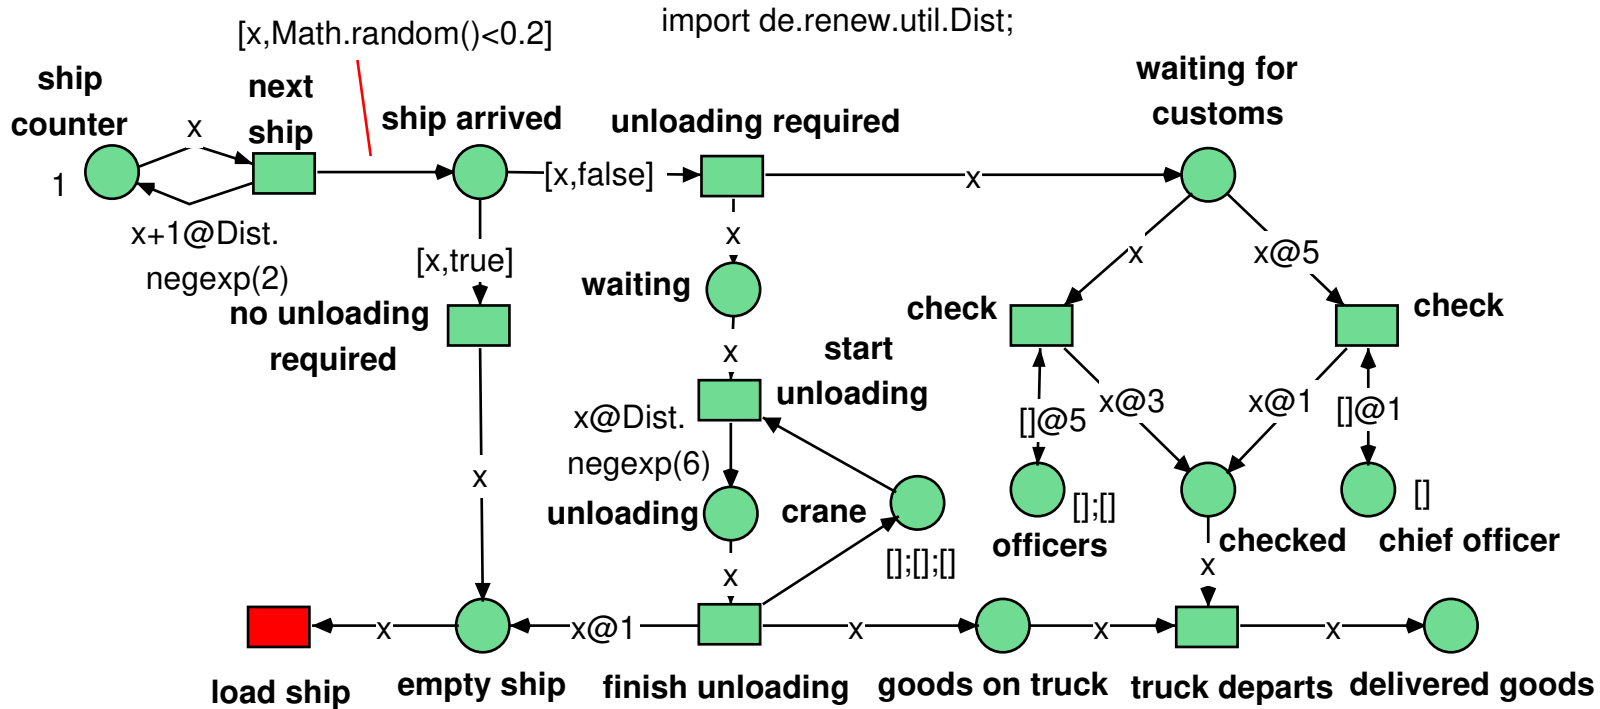 import de.renew.util.Dist;
[x,Math.random()<0.2]
ship
counter
next
ship
ship arrived
unloading required
waiting for
customs
x
1
[x,false]
x
x+1@Dist.
negexp(2)
[x,true]
x
x
x@5
no unloading
required
waiting
check
check
x
start
unloading
x@Dist.
negexp(6)
x@3
x@1
[]@5
[]@1
x
unloading
crane
[];[];[]
[];[]
[]
officers
checked
chief officer
x
x
x
x@1
x
x
x
load ship
empty ship
finish unloading
goods on truck
truck departs
delivered goods